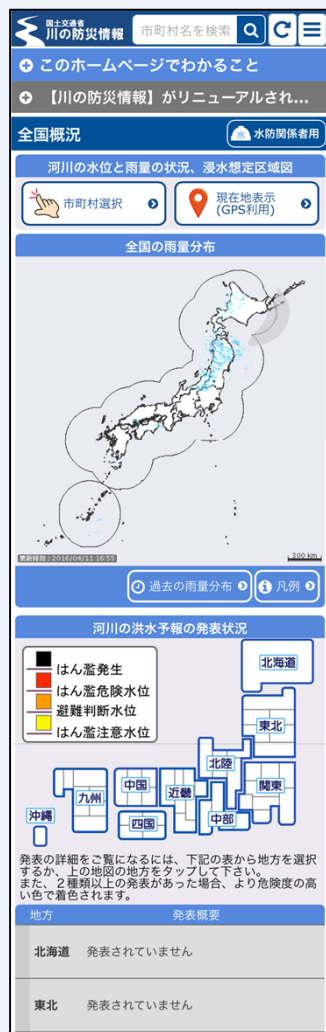 国土交通省
川の防災情報
市町村名を検索
このホームページでわかること
【川の防災情報】がリニューアルされ...
全国概況
水防関係者用
河川の水位と雨量の状況、浸水想定区域図
市町村選択
現在地表示
(GPS利用)
全国の雨量分布
更新時刻:2016/04/11 16:55
300 km
過去の雨量分布
凡例
河川の洪水予報の発表状況
はん濫発生
はん濫危険水位
避難判断水位
はん濫注意水位
北海道
東北
北陸
関東
中部
近畿
中国
四国
九州
沖縄
発表の詳細をご覧になるには、下記の表から地方を選択
するか、上の地図の地方をタップして下さい。
また、２種類以上の発表があった場合、より危険度の高
い色で着色されます。
地方 発表概要
北海道 発表されていません
東北 発表されていません